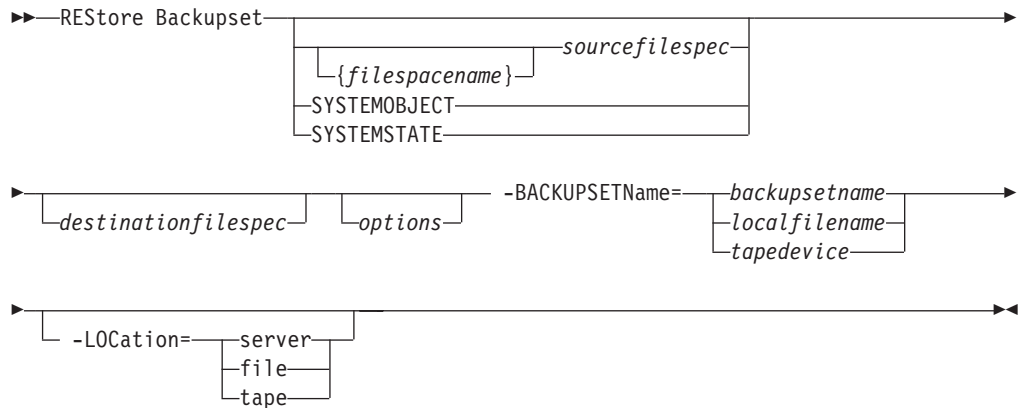 REStore Backupset
sourcefilespec
{filespacename}
SYSTEMOBJECT
SYSTEMSTATE
destinationfilespec options -BACKUPSETName= backupsetname
localfilename
tapedevice
-LOCation= server
file
tape